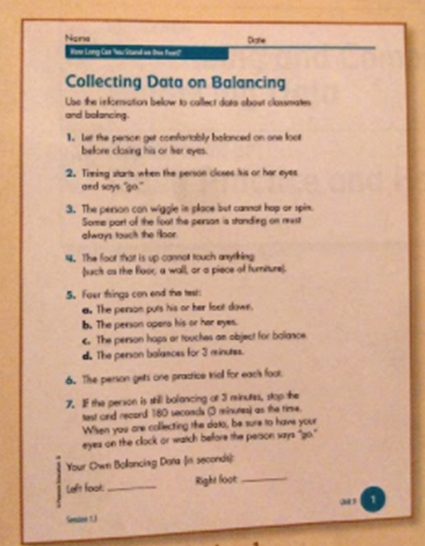 Name Date
How Long Can You Stand on One Foot?
Collecting Data on Balancing
Use the information below to collect data about classmates
and balancing.
1. Let the person get comfortably balanced on one foot
before closing his or her eyes.
2. Timing starts when the person closes his or her eyes
and says "go."
3. The person can wiggle in place but cannot hop or spin.
Some part of the foot the person is standing on must
always touch the floor.
4. The foot that is up cannot touch anything
(such as the floor, a wall, or a piece of furniture).
5. Four things can end the test:
a. The person puts his or her foot down.
b. The person opens his or her eyes.
c. The person hops or touches an object for balance.
d. The person balances for 3 minutes.
6. The person gets one practice trial for each foot.
7. If the person is still balancing at 3 minutes, stop the
test and record 180 seconds (3 minutes) as the time.
When you are collecting the data, be sure to have your
eyes on the clock or watch before the person says "go."
Your Own Balancing Data (in seconds):
Left foot: Right foot:
Session 1.1
Unit 9 1